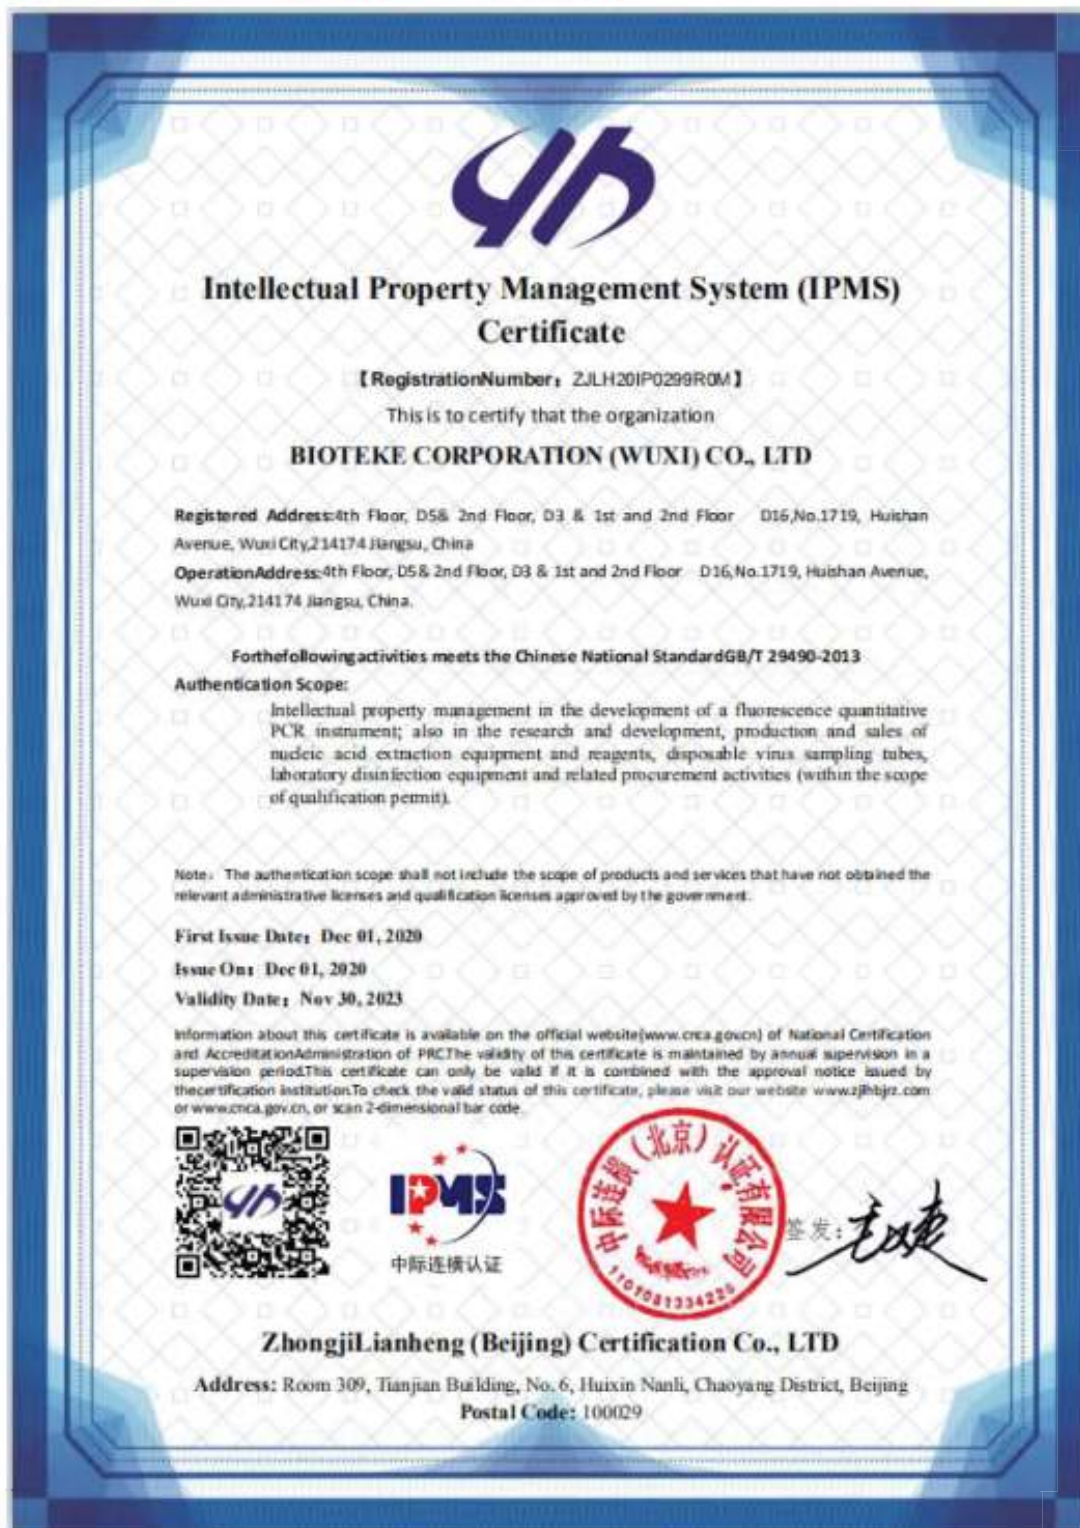 Intellectual Property Management System (IPMS)
Certificate
【RegistrationNumber：ZJLH20IP0299R0M】
This is to certify that the organization
BIOTEKE CORPORATION (WUXI) CO., LTD
Registered Address:4th Floor, D5& 2nd Floor, D3 & 1st and 2nd Floor D16,No.1719, Huishan
Avenue, Wuxi City,214174 Jiangsu, China
OperationAddress:4th Floor, D5& 2nd Floor, D3 & 1st and 2nd Floor D16,No.1719, Huishan Avenue,
Wuxi City,214174 Jiangsu, China.
Forthefollowingactivities meets the Chinese National StandardGB/T 29490-2013
Authentication Scope:
Intellectual property management in the development of a fluorescence quantitative
PCR instrument; also in the research and development, production and sales of
nucleic acid extraction equipment and reagents, disposable virus sampling tubes,
laboratory disinfection equipment and related procurement activities (within the scope
of qualification permit).
Note： The authentication scope shall not include the scope of products and services that have not obtained the
relevant administrative licenses and qualification licenses approved by the government.
First Issue Date：Dec 01, 2020
Issue On：Dec 01, 2020
Validity Date：Nov 30, 2023
Information about this certificate is available on the official website(www.cnca.gov.cn) of National Certification
and AccreditationAdministration of PRC.The validity of this certificate is maintained by annual supervision in a
supervision period.This certificate can only be valid if it is combined with the approval notice issued by
thecertification institution.To check the valid status of this certificate, please visit our website www.zjlhbjrz.com
or www.cnca.gov.cn, or scan 2-dimensional bar code.
IPMS
中际连横认证
中际连横（北京）认证有限公司
1101081334226
签发：
ZhongjiLianheng (Beijing) Certification Co., LTD
Address: Room 309, Tianjian Building, No. 6, Huixin Nanli, Chaoyang District, Beijing
Postal Code: 100029